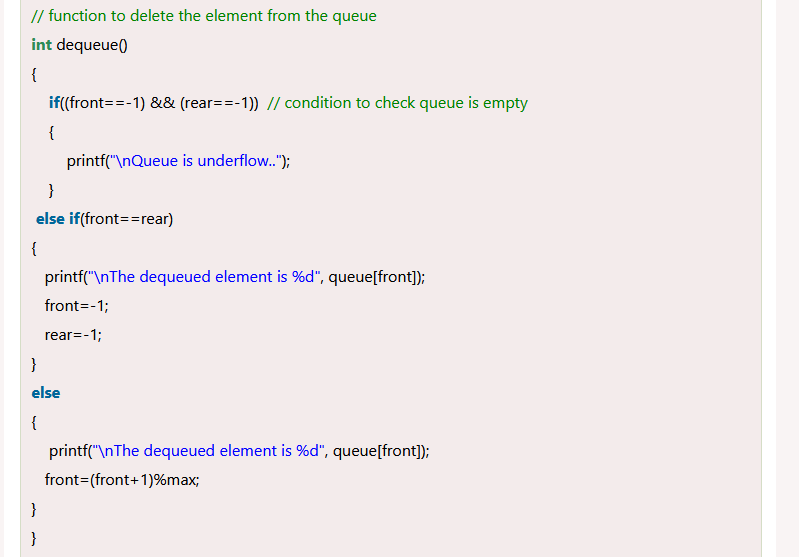 // function to delete the element from the queue
int dequeue()
{
if((front==-1) && (rear==-1))  // condition to check queue is empty
{
printf("\nQueue is underflow..");
}
else if(front==rear)
{
printf("\nThe dequeued element is %d", queue[front]);
front=-1;
rear=-1;
}
else
{
printf("\nThe dequeued element is %d", queue[front]);
front=(front+1)%max;
}
}